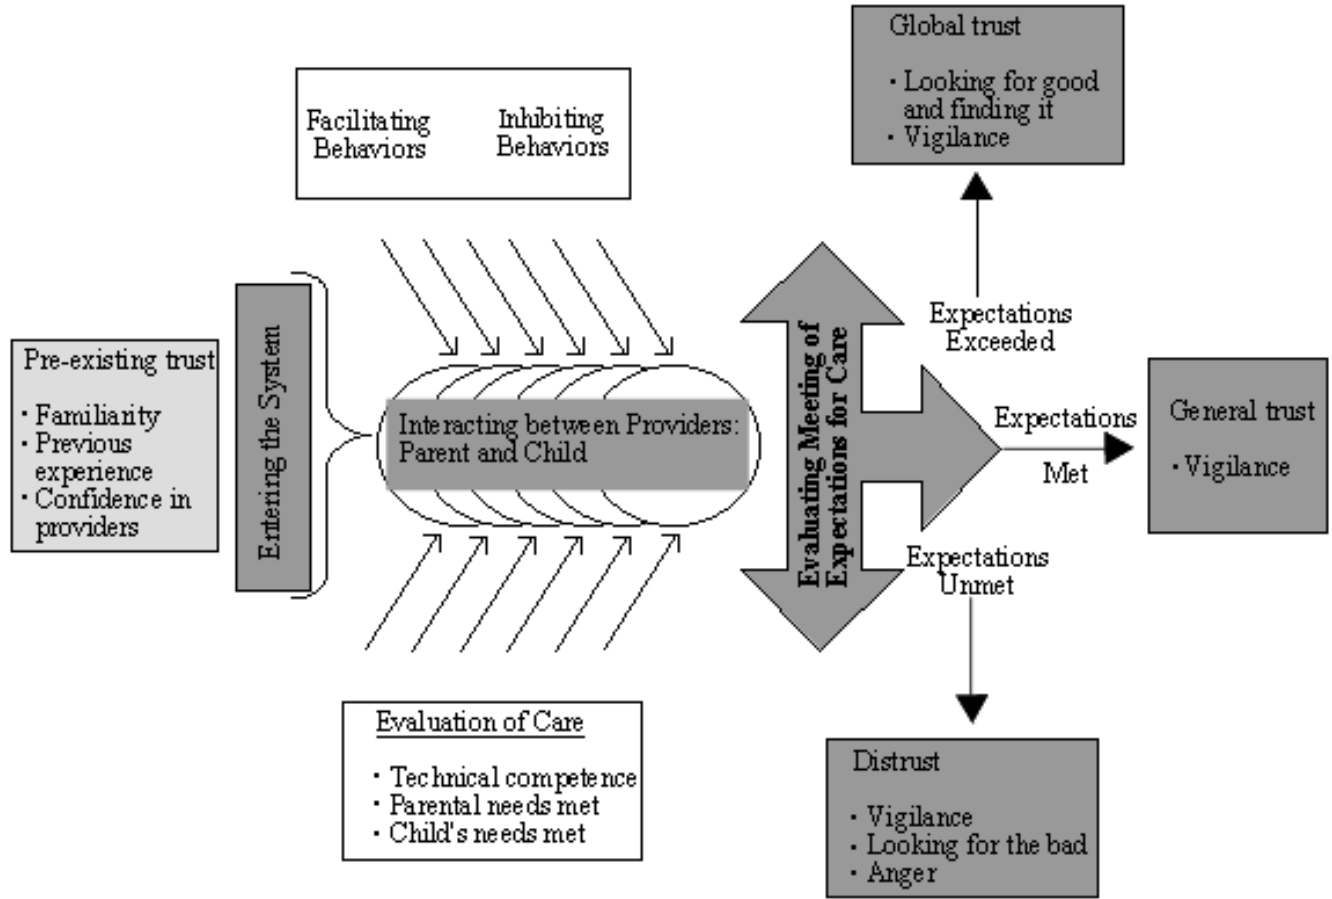 Pre-existing trust
· Familiarity
· Previous
experience
· Confidence in
providers
Entering the System
Facilitating
Behaviors
Inhibiting
Behaviors
Interacting between Providers:
Parent and Child
Evaluation of Care
· Technical competence
· Parental needs met
· Child's needs met
Evaluating Meeting of
Expectations for Care
Expectations
Exceeded
Global trust
· Looking for good
and finding it
· Vigilance
Expectations
Met
General trust
· Vigilance
Expectations
Unmet
Distrust
· Vigilance
· Looking for the bad
· Anger